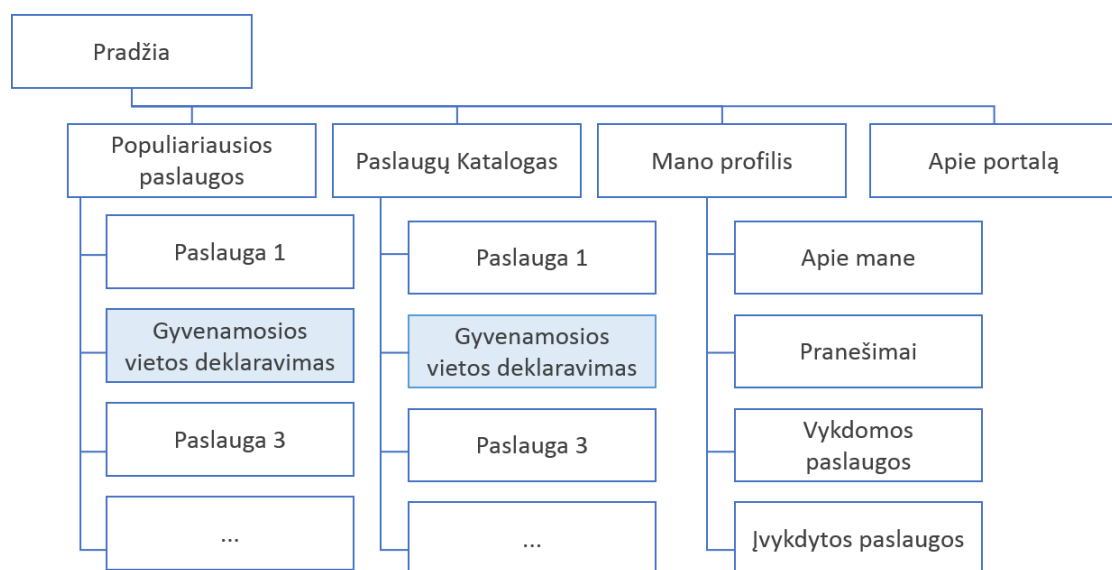 Pradžia
Populiariausios
paslaugos
Paslaugų Katalogas
Mano profilis
Apie portalą
Paslauga 1
Gyvenamosios
vietos deklaravimas
Paslauga 3
...
Paslauga 1
Gyvenamosios
vietos deklaravimas
Paslauga 3
...
Apie mane
Pranešimai
Vykdomos
paslaugos
Įvykdytos paslaugos